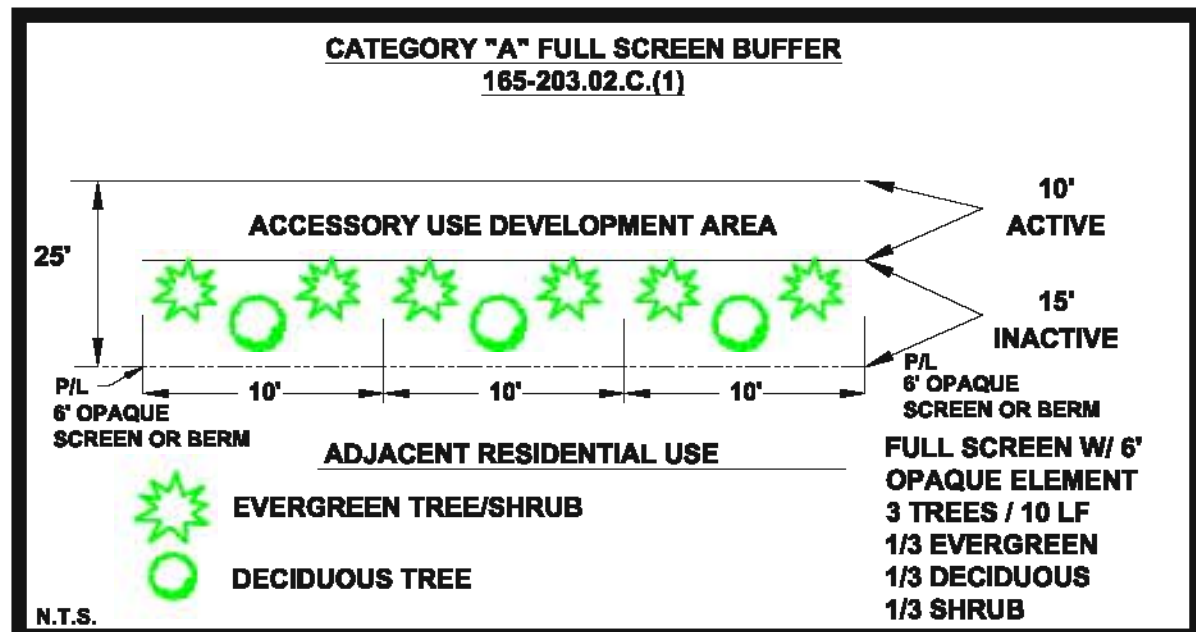 CATEGORY "A" FULL SCREEN BUFFER
165-203.02.C.(1)
25'
ACCESSORY USE DEVELOPMENT AREA
10'
ACTIVE
15'
INACTIVE
P/L
6' OPAQUE
SCREEN OR BERM
10'
10'
10'
P/L
6' OPAQUE
SCREEN OR BERM
ADJACENT RESIDENTIAL USE
EVERGREEN TREE/SHRUB
DECIDUOUS TREE
FULL SCREEN W/ 6'
OPAQUE ELEMENT
3 TREES / 10 LF
1/3 EVERGREEN
1/3 DECIDUOUS
1/3 SHRUB
N.T.S.